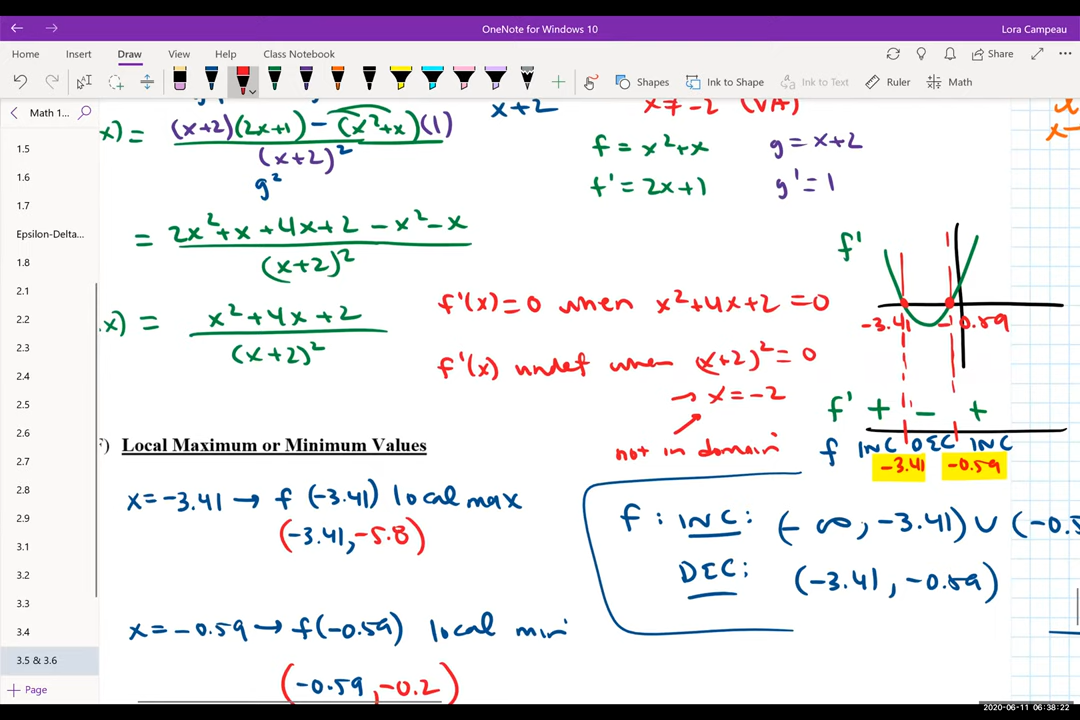 OneNote for Windows 10
Lora Campeau
Home Insert Draw View Help Class Notebook
Share
Shapes Ink to Shape Ink to Text Ruler Math
Math 1...
1.5
1.6
1.7
Epsilon-Delta...
1.8
2.1
2.2
2.3
2.4
2.5
2.6
2.7
2.8
2.9
3.1
3.2
3.3
3.4
3.5 & 3.6
+ Page
x+2
x ≠ -2 (VA)
x) = (x+2)(2x+1) - (x²+x)(1)
(x+2)²
g²
f = x²+x g = x+2
f' = 2x+1 g' = 1
= 2x²+x+4x+2-x²-x
(x+2)²
x) = x²+4x+2
(x+2)²
f'(x)=0 when x²+4x+2=0
f'(x) undef when (x+2)²=0
→ x=-2
not in domain
f'
-3.41 -0.59
f' + - +
f INC DEC INC
-3.41 -0.59
F) Local Maximum or Minimum Values
x=-3.41 → f(-3.41) local max
(-3.41, -5.8)
x=-0.59 → f(-0.59) local min
(-0.59, -0.2)
f: INC: (-∞, -3.41) ∪ (-0.5
DEC: (-3.41, -0.59)
2020-06-11 06:38:22